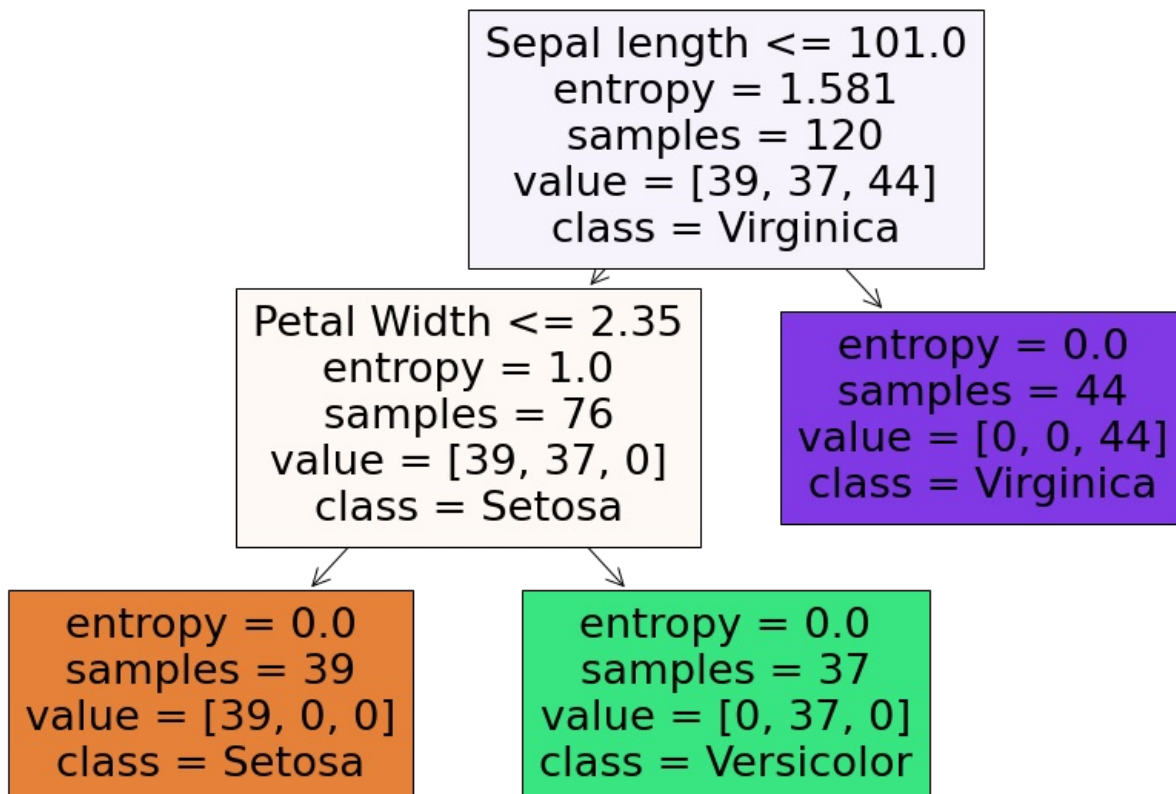 Sepal length <= 101.0
entropy = 1.581
samples = 120
value = [39, 37, 44]
class = Virginica
Petal Width <= 2.35
entropy = 1.0
samples = 76
value = [39, 37, 0]
class = Setosa
entropy = 0.0
samples = 44
value = [0, 0, 44]
class = Virginica
entropy = 0.0
samples = 39
value = [39, 0, 0]
class = Setosa
entropy = 0.0
samples = 37
value = [0, 37, 0]
class = Versicolor